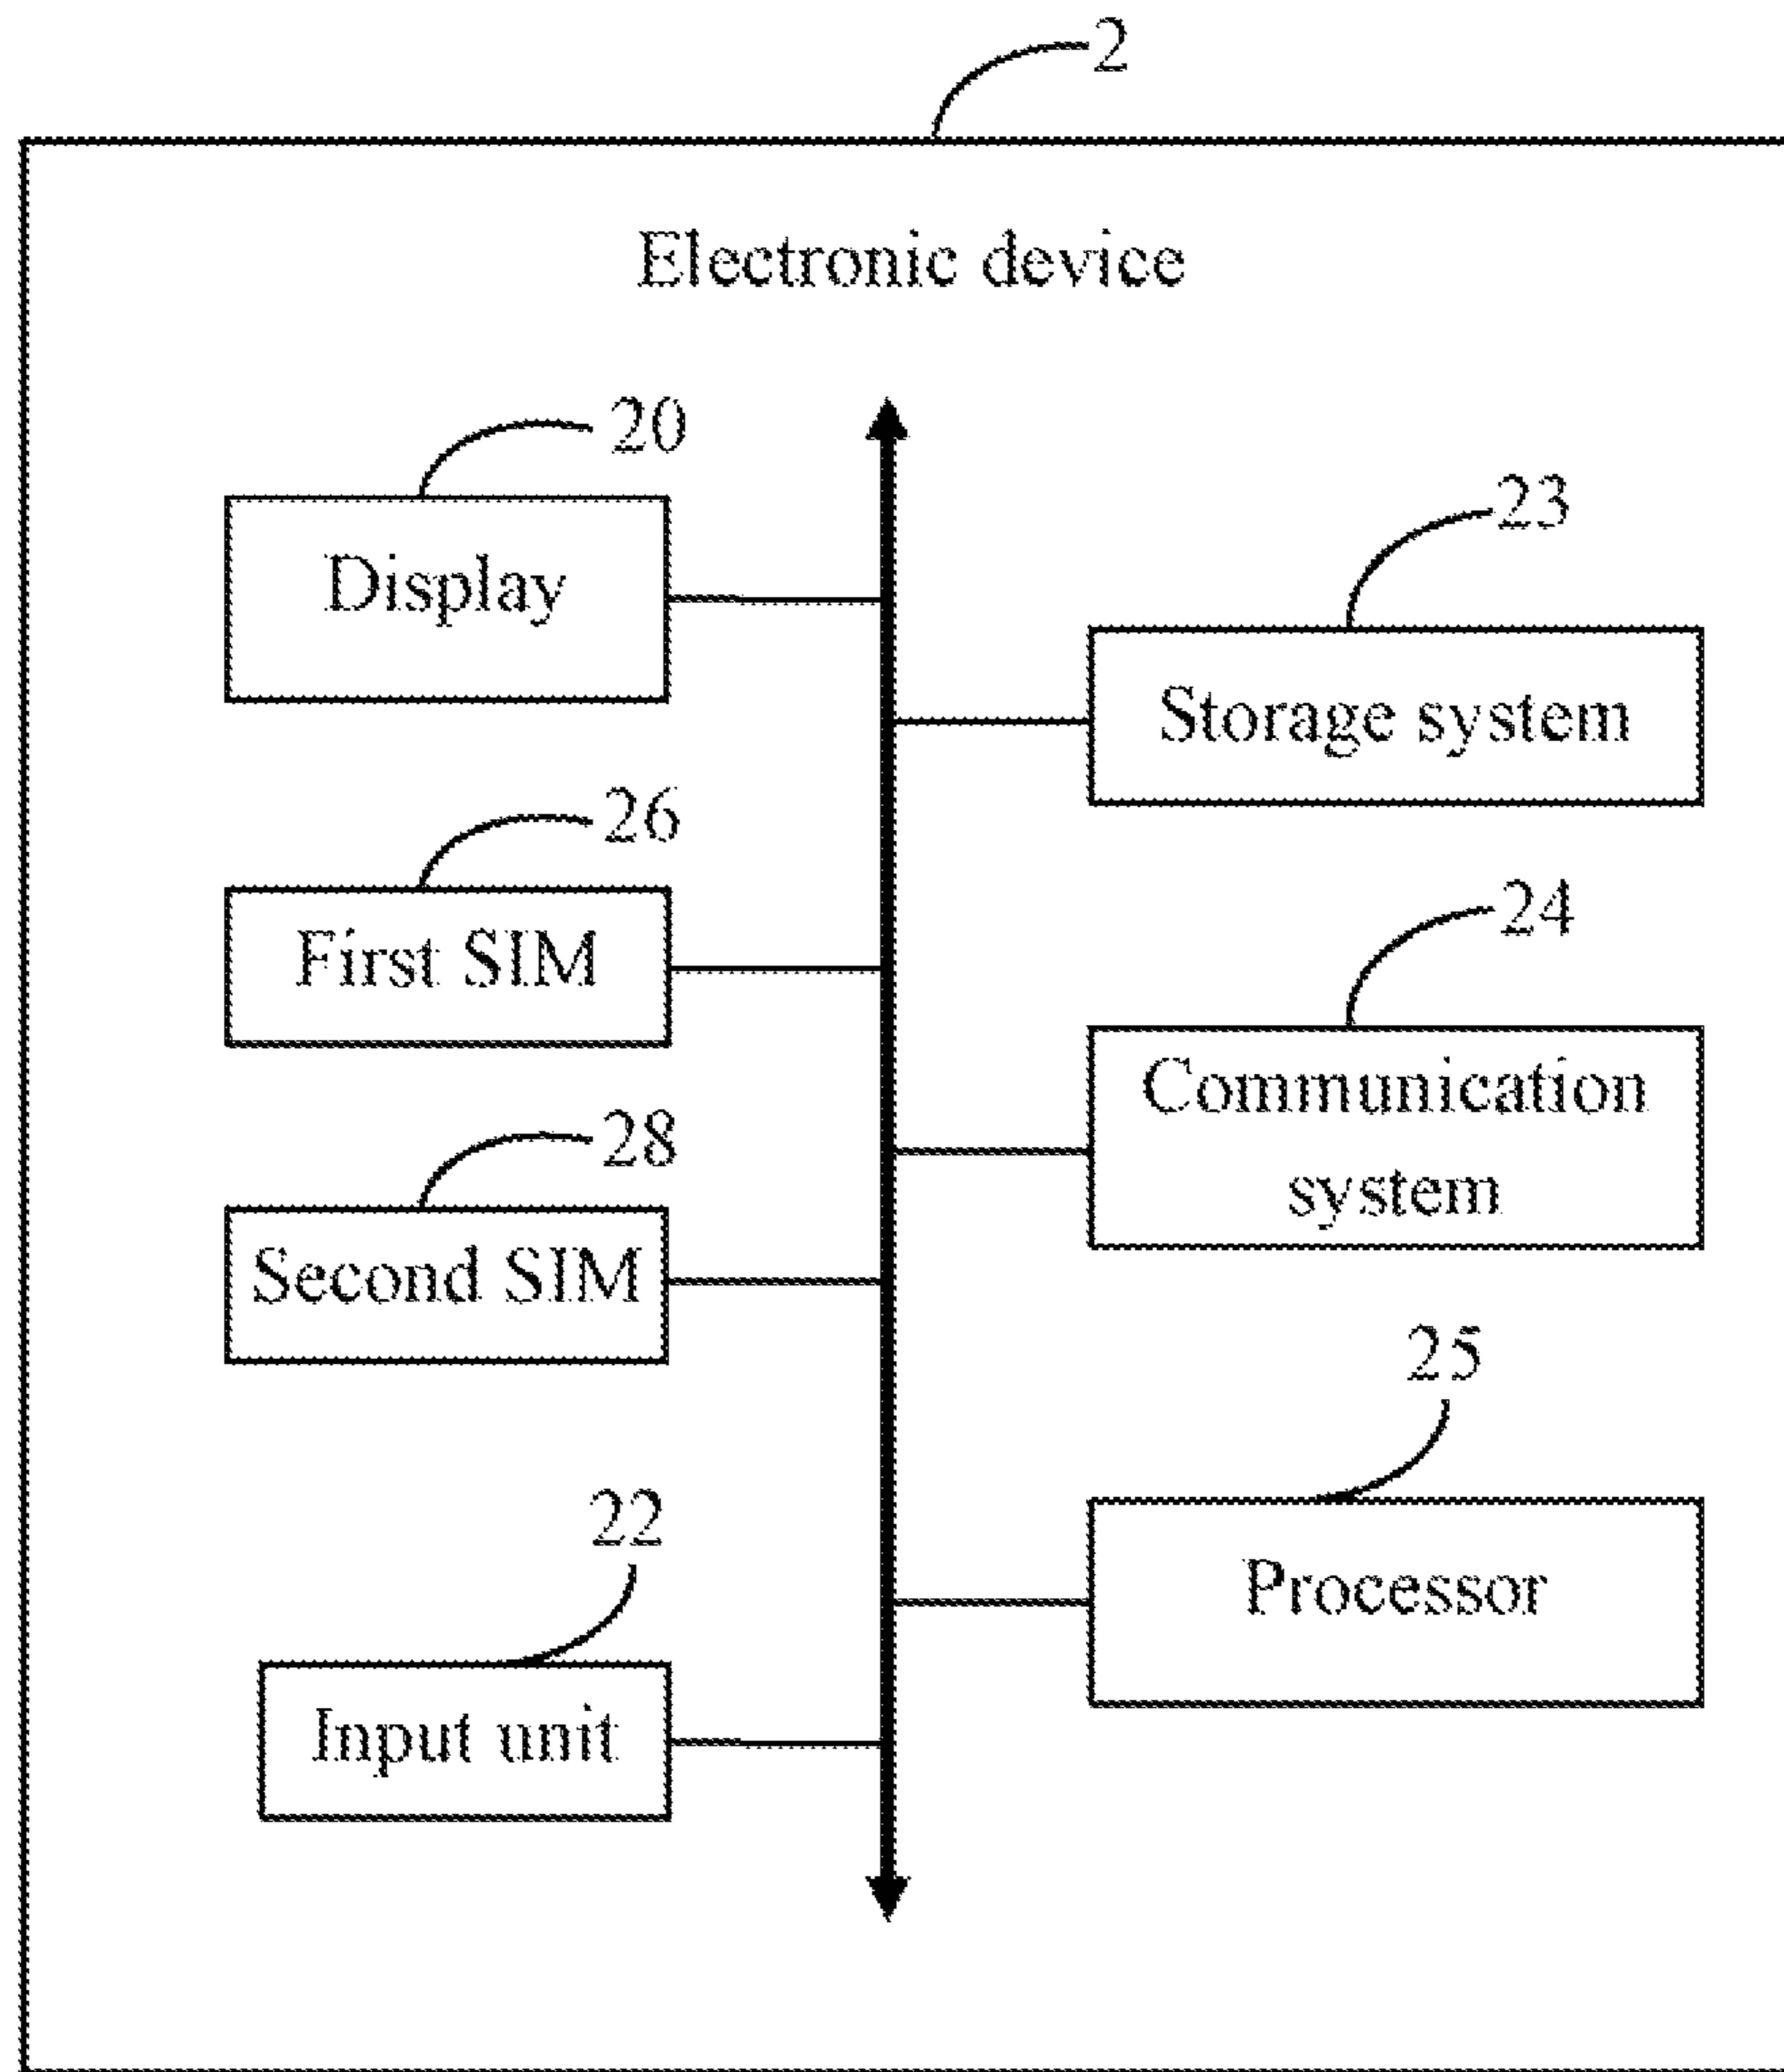 2
Electronic device
20
Display
23
Storage system
26
First SIM
24
Communication
system
28
Second SIM
25
Processor
22
Input unit